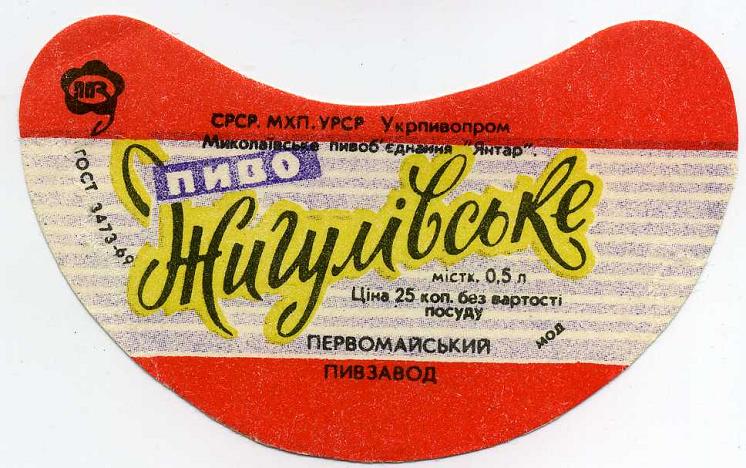 СРСР. МХП. УРСР Укрпивопром
Миколаївське пивоб'єднання "Янтар".
ГОСТ 3473-69
ПИВО
Жигулівське
містк. 0,5 л
Ціна 25 коп. без вартості
посуду
МОД
ПЕРВОМАЙСЬКИЙ
ПИВЗАВОД